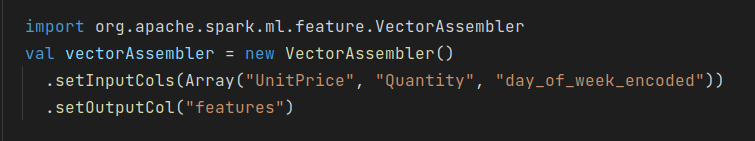 import org.apache.spark.ml.feature.VectorAssembler
val vectorAssembler = new VectorAssembler()
  .setInputCols(Array("UnitPrice", "Quantity", "day_of_week_encoded"))
  .setOutputCol("features")